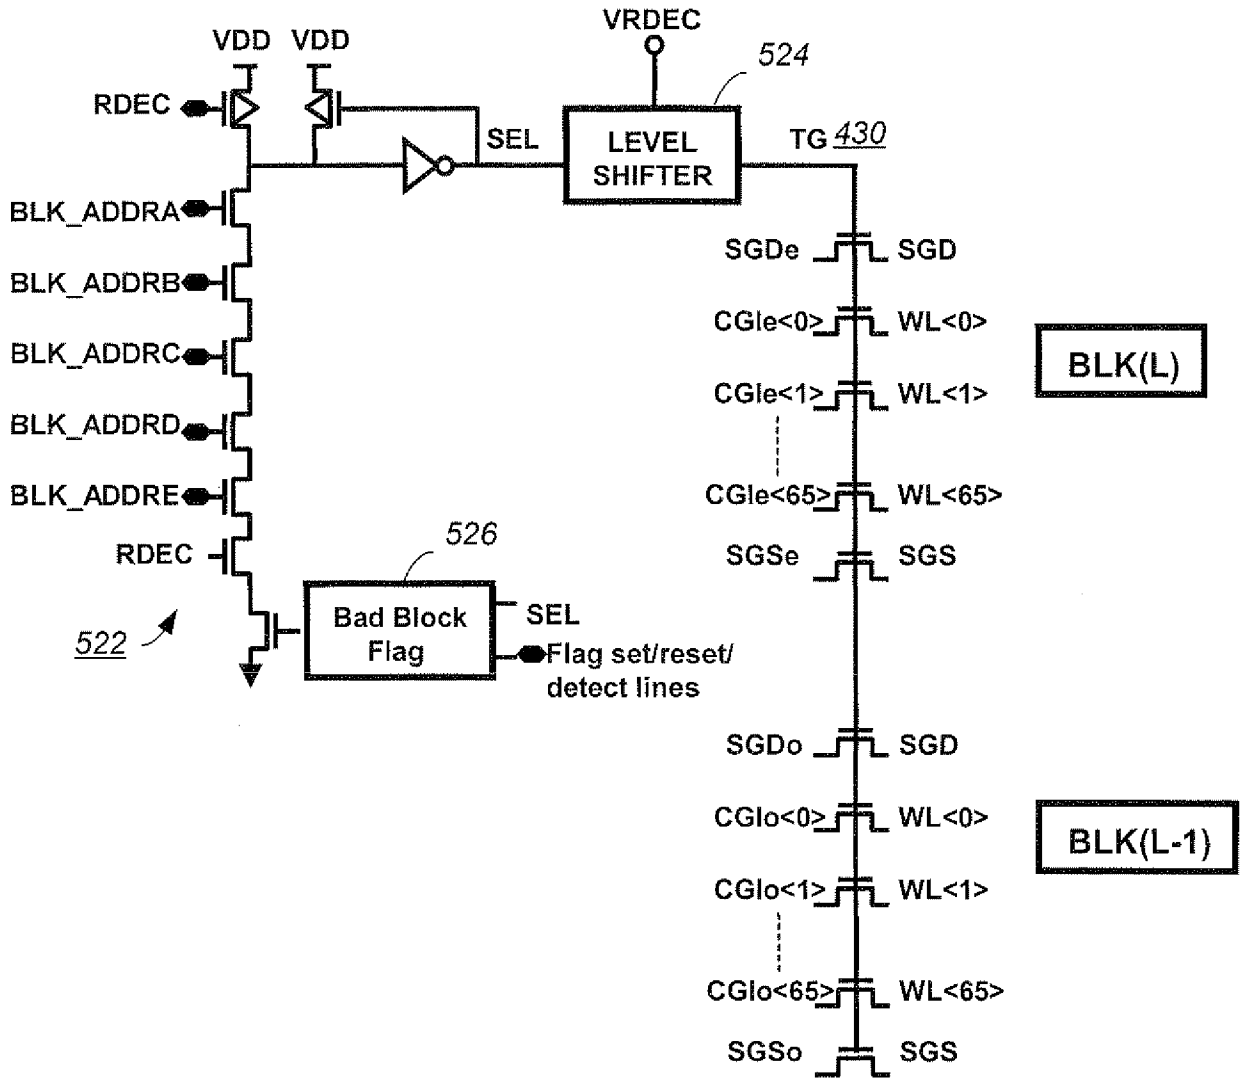 VRDEC
VDD VDD
524
RDEC
SEL
LEVEL
SHIFTER
TG 430
BLK_ADDRA
BLK_ADDRB
BLK_ADDRC
BLK_ADDRD
BLK_ADDRE
RDEC
522
526
Bad Block
Flag
SEL
Flag set/reset/
detect lines
SGDe SGD
CGIe<0> WL<0>
CGIe<1> WL<1>
CGIe<65> WL<65>
SGSe SGS
BLK(L)
SGDo SGD
CGIo<0> WL<0>
CGIo<1> WL<1>
CGIo<65> WL<65>
SGSo SGS
BLK(L-1)